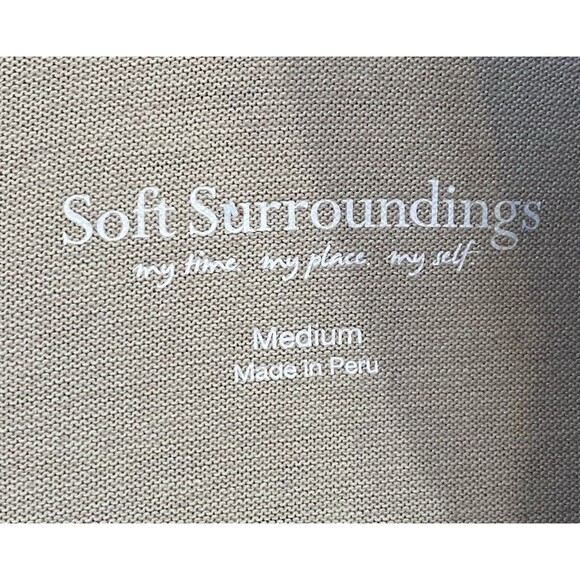 Soft Surroundings
my time my place my self
Medium
Made in Peru